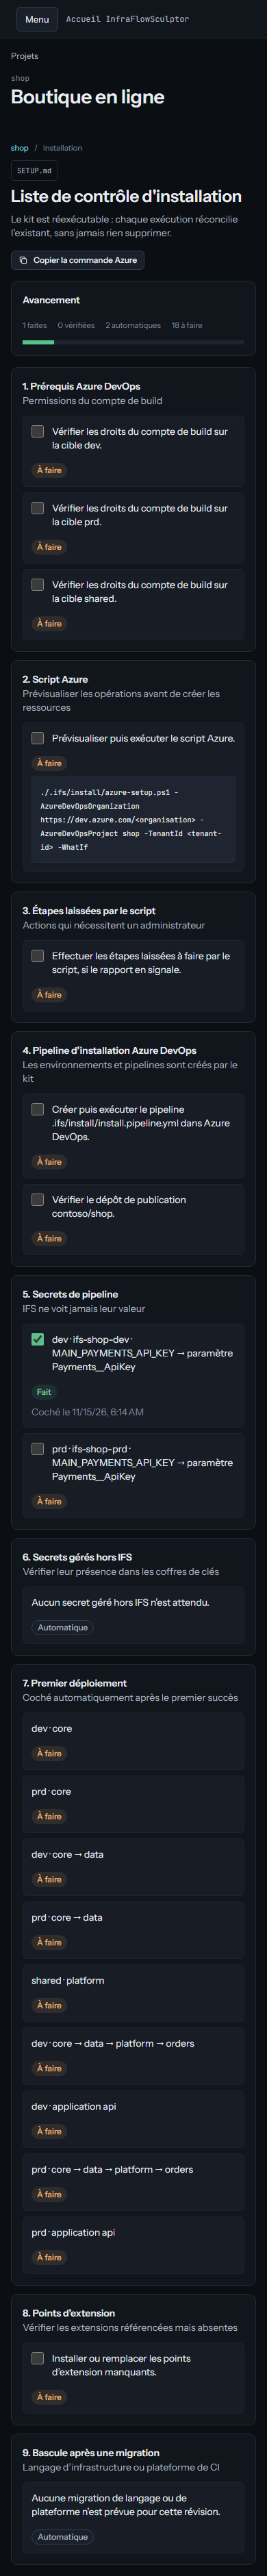 Menu
Accueil InfraFlowSculptor
Projets
shop
Boutique en ligne
shop / Installation
SETUP.md
Liste de contrôle d'installation
Le kit est réexécutable : chaque exécution réconcilie
l'existant, sans jamais rien supprimer.
Copier la commande Azure
Avancement
1 faites 0 vérifiées 2 automatiques 18 à faire
1. Prérequis Azure DevOps
Permissions du compte de build
Vérifier les droits du compte de build sur
la cible dev.
À faire
Vérifier les droits du compte de build sur
la cible prd.
À faire
Vérifier les droits du compte de build sur
la cible shared.
À faire
2. Script Azure
Prévisualiser les opérations avant de créer les
ressources
Prévisualiser puis exécuter le script Azure.
À faire
./.ifs/install/azure-setup.ps1 -
AzureDevOpsOrganization
https://dev.azure.com/<organisation> -
AzureDevOpsProject shop -TenantId <tenant-
id> -WhatIf
3. Étapes laissées par le script
Actions qui nécessitent un administrateur
Effectuer les étapes laissées à faire par le
script, si le rapport en signale.
À faire
4. Pipeline d'installation Azure DevOps
Les environnements et pipelines sont créés par le
kit
Créer puis exécuter le pipeline
.ifs/install/install.pipeline.yml dans Azure
DevOps.
À faire
Vérifier le dépôt de publication
contoso/shop.
À faire
5. Secrets de pipeline
IFS ne voit jamais leur valeur
dev · ifs-shop-dev ·
MAIN_PAYMENTS_API_KEY → paramètre
Payments__ApiKey
Fait
Coché le 11/15/26, 6:14 AM
prd · ifs-shop-prd ·
MAIN_PAYMENTS_API_KEY → paramètre
Payments__ApiKey
À faire
6. Secrets gérés hors IFS
Vérifier leur présence dans les coffres de clés
Aucun secret géré hors IFS n'est attendu.
Automatique
7. Premier déploiement
Coché automatiquement après le premier succès
dev · core
À faire
prd · core
À faire
dev · core → data
À faire
prd · core → data
À faire
shared · platform
À faire
dev · core → data → platform → orders
À faire
dev · application api
À faire
prd · core → data → platform → orders
À faire
prd · application api
À faire
8. Points d'extension
Vérifier les extensions référencées mais absentes
Installer ou remplacer les points
d'extension manquants.
À faire
9. Bascule après une migration
Langage d'infrastructure ou plateforme de CI
Aucune migration de langage ou de
plateforme n'est prévue pour cette révision.
Automatique